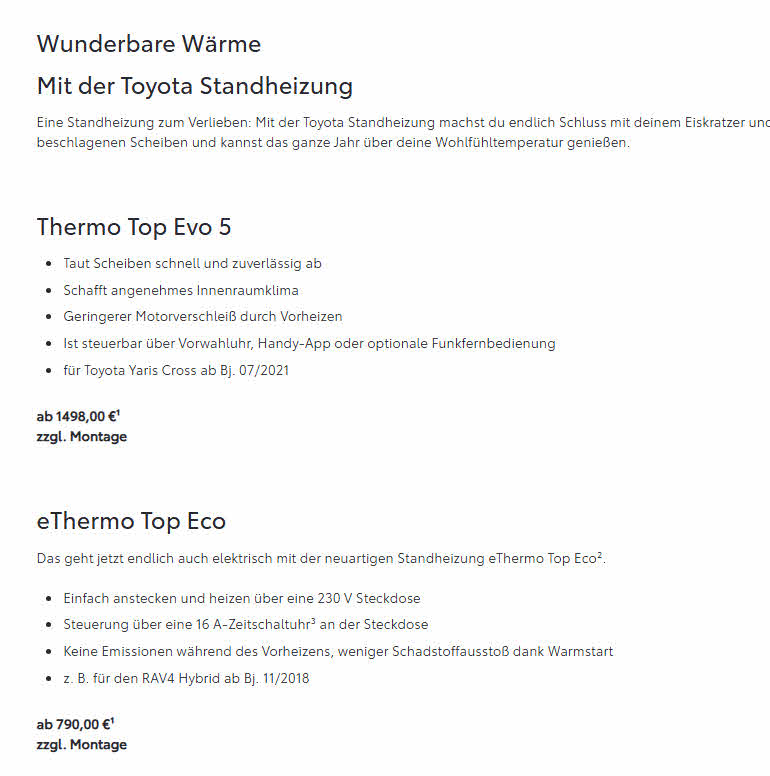 Wunderbare Wärme
Mit der Toyota Standheizung
Eine Standheizung zum Verlieben: Mit der Toyota Standheizung machst du endlich Schluss mit deinem Eiskratzer und
beschlagenen Scheiben und kannst das ganze Jahr über deine Wohlfühltemperatur genießen.
Thermo Top Evo 5
• Taut Scheiben schnell und zuverlässig ab
• Schafft angenehmes Innenraumklima
• Geringerer Motorverschleiß durch Vorheizen
• Ist steuerbar über Vorwahluhr, Handy-App oder optionale Funkfernbedienung
• für Toyota Yaris Cross ab Bj. 07/2021
ab 1498,00 €¹
zzgl. Montage
eThermo Top Eco
Das geht jetzt endlich auch elektrisch mit der neuartigen Standheizung eThermo Top Eco².
• Einfach anstecken und heizen über eine 230 V Steckdose
• Steuerung über eine 16 A-Zeitschaltuhr³ an der Steckdose
• Keine Emissionen während des Vorheizens, weniger Schadstoffausstoß dank Warmstart
• z. B. für den RAV4 Hybrid ab Bj. 11/2018
ab 790,00 €¹
zzgl. Montage